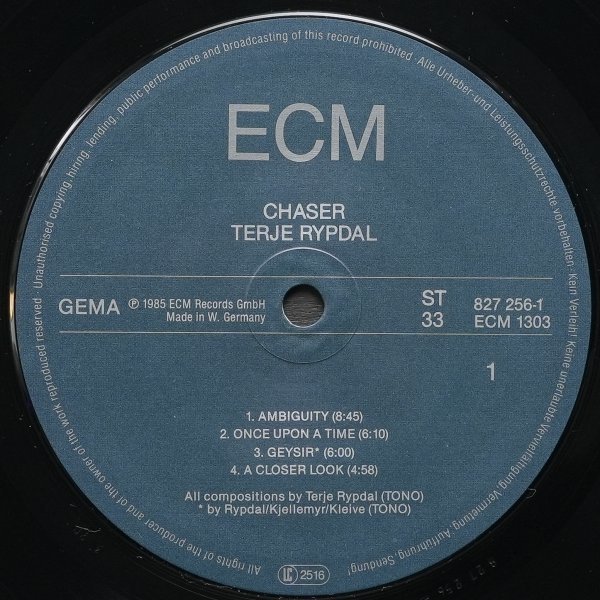 All rights of the producer and of the owner of the work reproduced reserved · Unauthorised copying, hiring, lending, public performance and broadcasting of this record prohibited · Alle Urheber- und Leistungsschutzrechte vorbehalten. Kein Verleih! Keine unerlaubte Vervielfältigung, Vermietung, Aufführung, Sendung!
ECM
CHASER
TERJE RYPDAL
GEMA ℗ 1985 ECM Records GmbH
Made in W. Germany
ST
33
827 256-1
ECM 1303
1
1. AMBIGUITY (8:45)
2. ONCE UPON A TIME (6:10)
3. GEYSIR* (6:00)
4. A CLOSER LOOK (4:58)
All compositions by Terje Rypdal (TONO)
* by Rypdal/Kjellemyr/Kleive (TONO)
LC 2516